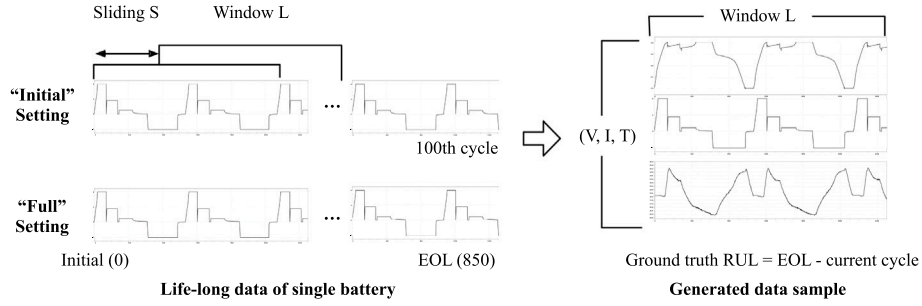 Sliding S
Window L
"Initial"
Setting
...
100th cycle
"Full"
Setting
...
Initial (0)
EOL (850)
Life-long data of single battery
Window L
(V, I, T)
Ground truth RUL = EOL - current cycle
Generated data sample